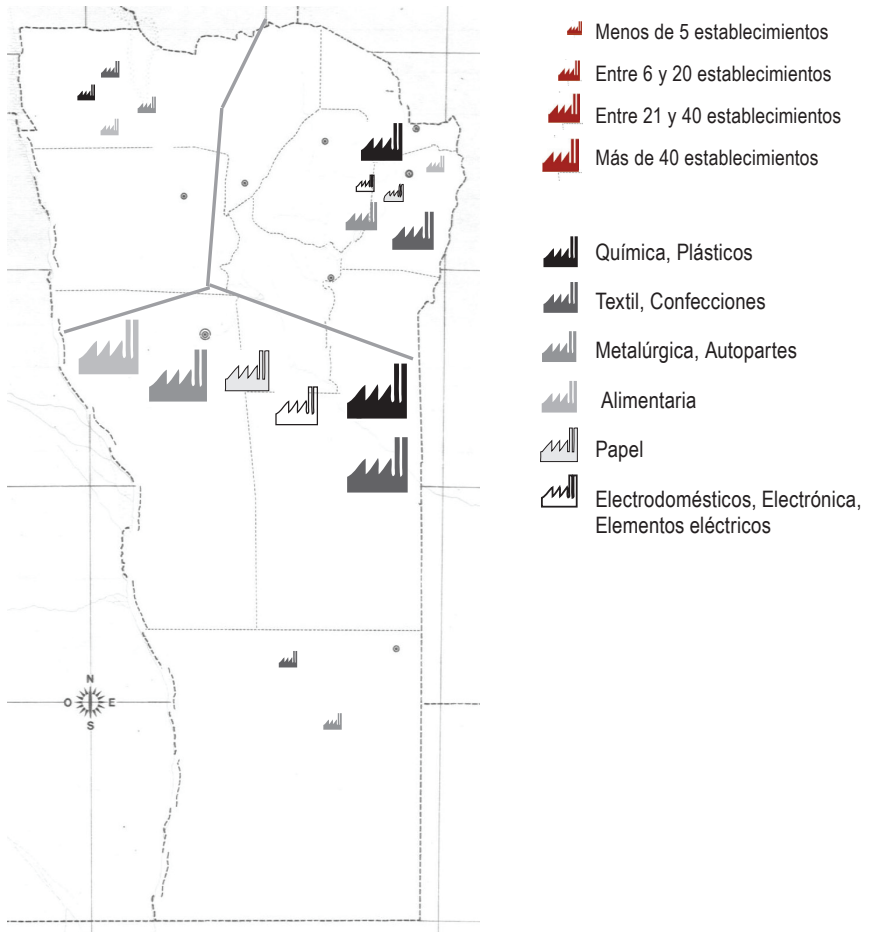 Menos de 5 establecimientos
Entre 6 y 20 establecimientos
Entre 21 y 40 establecimientos
Más de 40 establecimientos
Química, Plásticos
Textil, Confecciones
Metalúrgica, Autopartes
Alimentaria
Papel
Electrodomésticos, Electrónica,
Elementos eléctricos
N
O E
S